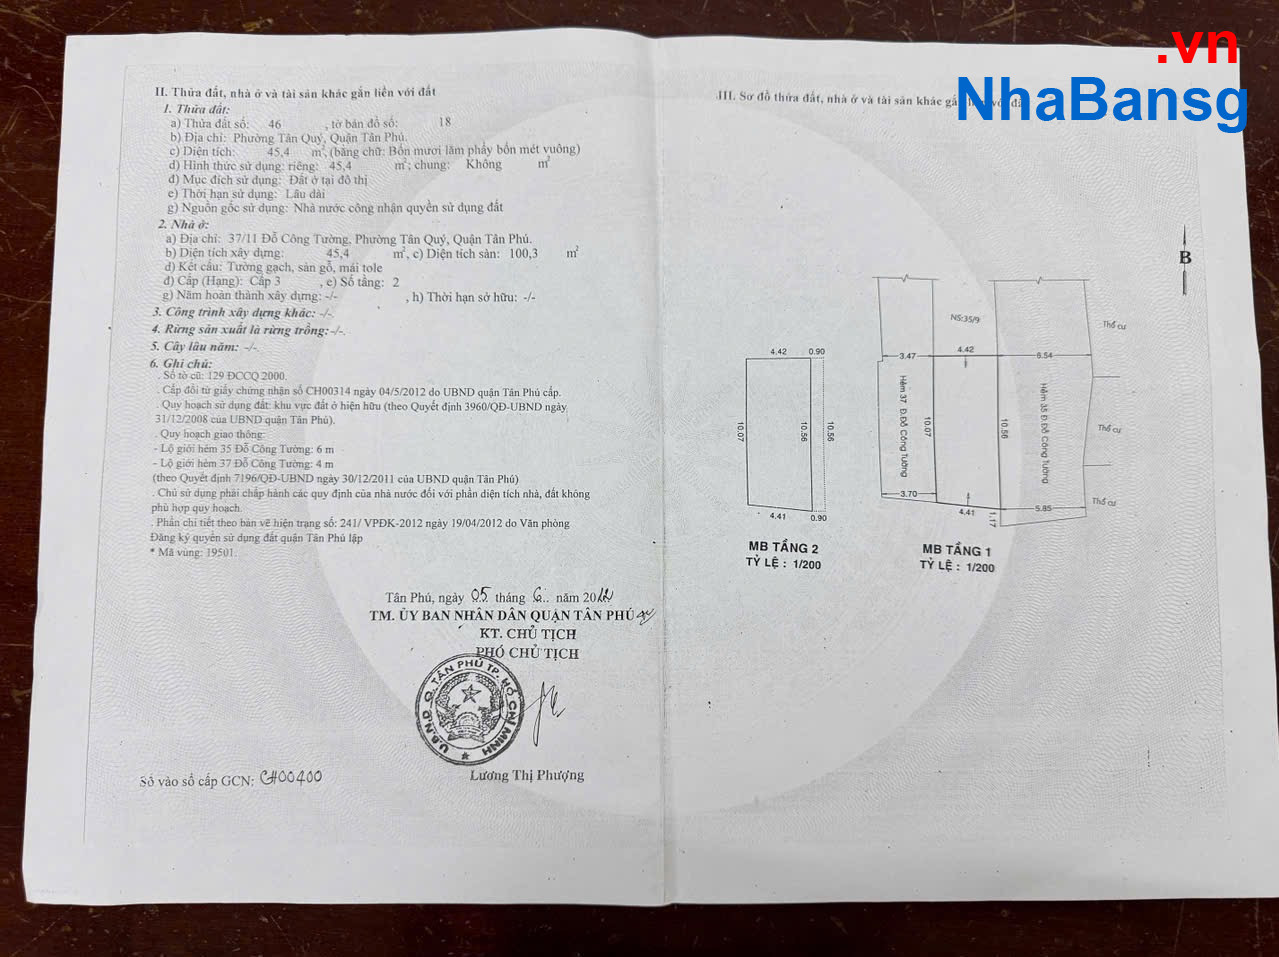 .vn
NhaBansg
II. Thửa đất, nhà ở và tài sản khác gắn liền với đất
1. Thửa đất:
a) Thửa đất số: 46 , tờ bản đồ số: 18
b) Địa chỉ: Phường Tân Quý, Quận Tân Phú.
c) Diện tích: 45,4 m², (bằng chữ: Bốn mươi lăm phẩy bốn mét vuông)
d) Hình thức sử dụng: riêng: 45,4 m²; chung: Không m²
đ) Mục đích sử dụng: Đất ở tại đô thị
e) Thời hạn sử dụng: Lâu dài
g) Nguồn gốc sử dụng: Nhà nước công nhận quyền sử dụng đất
2. Nhà ở:
a) Địa chỉ: 37/11 Đỗ Công Tường, Phường Tân Quý, Quận Tân Phú.
b) Diện tích xây dựng: 45,4 m², c) Diện tích sàn: 100,3 m²
d) Kết cấu: Tường gạch, sàn gỗ, mái tole
đ) Cấp (Hạng): Cấp 3 , e) Số tầng: 2
g) Năm hoàn thành xây dựng: -/- , h) Thời hạn sở hữu: -/-
3. Công trình xây dựng khác: -/-
4. Rừng sản xuất là rừng trồng: -/-.
5. Cây lâu năm: -/-
6. Ghi chú:
. Số tờ cũ: 129 ĐCCQ 2000.
. Cấp đổi từ giấy chứng nhận số CH00314 ngày 04/5/2012 do UBND quận Tân Phú cấp.
. Quy hoạch sử dụng đất: khu vực đất ở hiện hữu (theo Quyết định 3960/QĐ-UBND ngày
31/12/2008 của UBND quận Tân Phú).
. Quy hoạch giao thông:
- Lộ giới hẻm 35 Đỗ Công Tường: 6 m
- Lộ giới hẻm 37 Đỗ Công Tường: 4 m
(theo Quyết định 7196/QĐ-UBND ngày 30/12/2011 của UBND quận Tân Phú)
. Chủ sử dụng phải chấp hành các quy định của nhà nước đối với phần diện tích nhà, đất không
phù hợp quy hoạch.
. Phần chi tiết theo bản vẽ hiện trạng số: 241/ VPĐK-2012 ngày 19/04/2012 do Văn phòng
Đăng ký quyền sử dụng đất quận Tân Phú lập
* Mã vùng: 19501.
Tân Phú, ngày 05 tháng 6.. năm 2012
TM. ỦY BAN NHÂN DÂN QUẬN TÂN PHÚ
KT. CHỦ TỊCH
PHÓ CHỦ TỊCH
U.B.N.D Q. TÂN PHÚ TP. HỒ CHÍ MINH
Lương Thị Phượng
Số vào sổ cấp GCN: CH00400
III. Sơ đồ thửa đất, nhà ở và tài sản khác gắn liền với đất
B
4.42 0.90
10.07
10.56
10.56
4.41 0.90
MB TẦNG 2
TỶ LỆ : 1/200
NS:35/9
3.47
4.42
6.54
Hẻm 37 Đ.Đỗ Công Tường
10.07
10.56
Hẻm 35 Đ.Đỗ Công Tường
Thổ cư
Thổ cư
Thổ cư
3.70
4.41
1.17
5.85
MB TẦNG 1
TỶ LỆ : 1/200